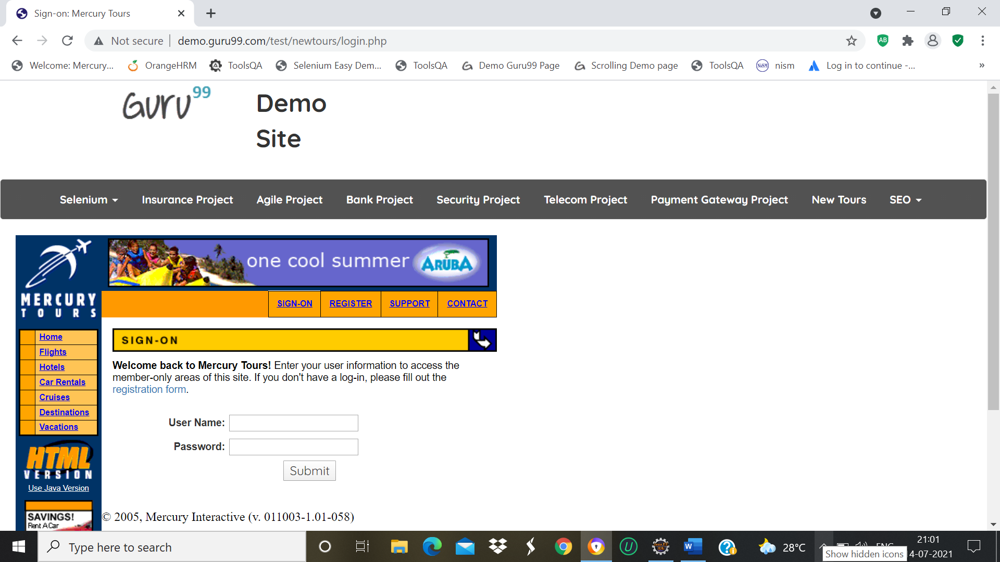 Sign-on: Mercury Tours
Not secure
demo.guru99.com/test/newtours/login.php
AB
Welcome: Mercury...
OrangeHRM
ToolsQA
Selenium Easy Dem...
ToolsQA
Demo Guru99 Page
Scrolling Demo page
ToolsQA
NISM
nism
Log in to continue -...
»
Guru99
Demo
Site
Selenium
Insurance Project
Agile Project
Bank Project
Security Project
Telecom Project
Payment Gateway Project
New Tours
SEO
one cool summer
ARUBA
MERCURY
TOURS
SIGN-ON
REGISTER
SUPPORT
CONTACT
SIGN-ON
Home
Flights
Hotels
Car Rentals
Cruises
Destinations
Vacations
Welcome back to Mercury Tours! Enter your user information to access the
member-only areas of this site. If you don't have a log-in, please fill out the
registration form.
User Name:
Password:
Submit
HTML
VERSION
Use Java Version
SAVINGS!
Rent A Car
© 2005, Mercury Interactive (v. 011003-1.01-058)
Type here to search
Java EE
IDE
W
28°C
21:01
Show hidden icons
4-07-2021